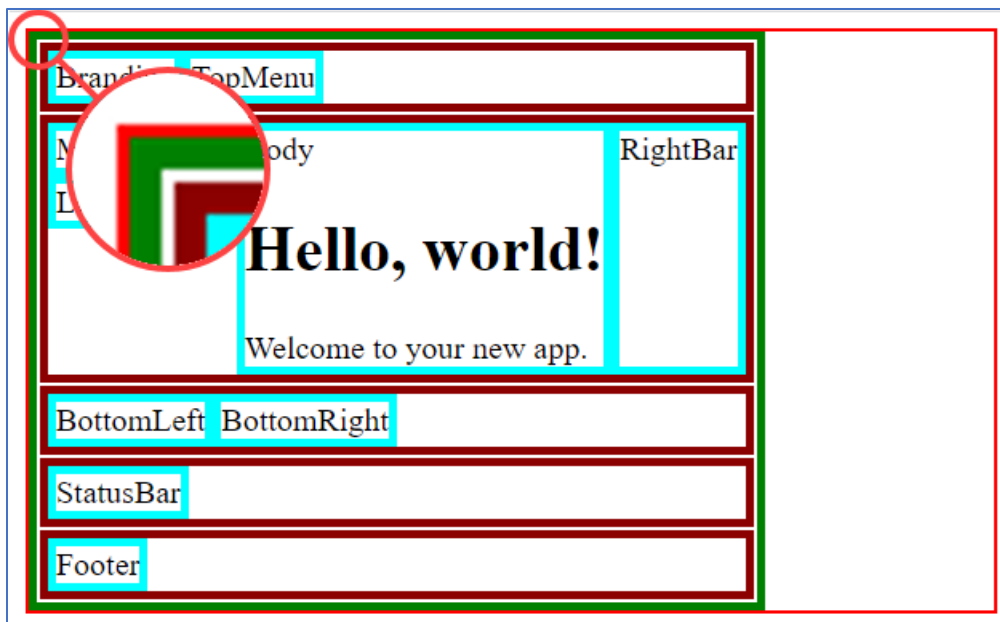 TopMenu
RightBar
Hello, world!
Welcome to your new app.
BottomLeft BottomRight
StatusBar
Footer